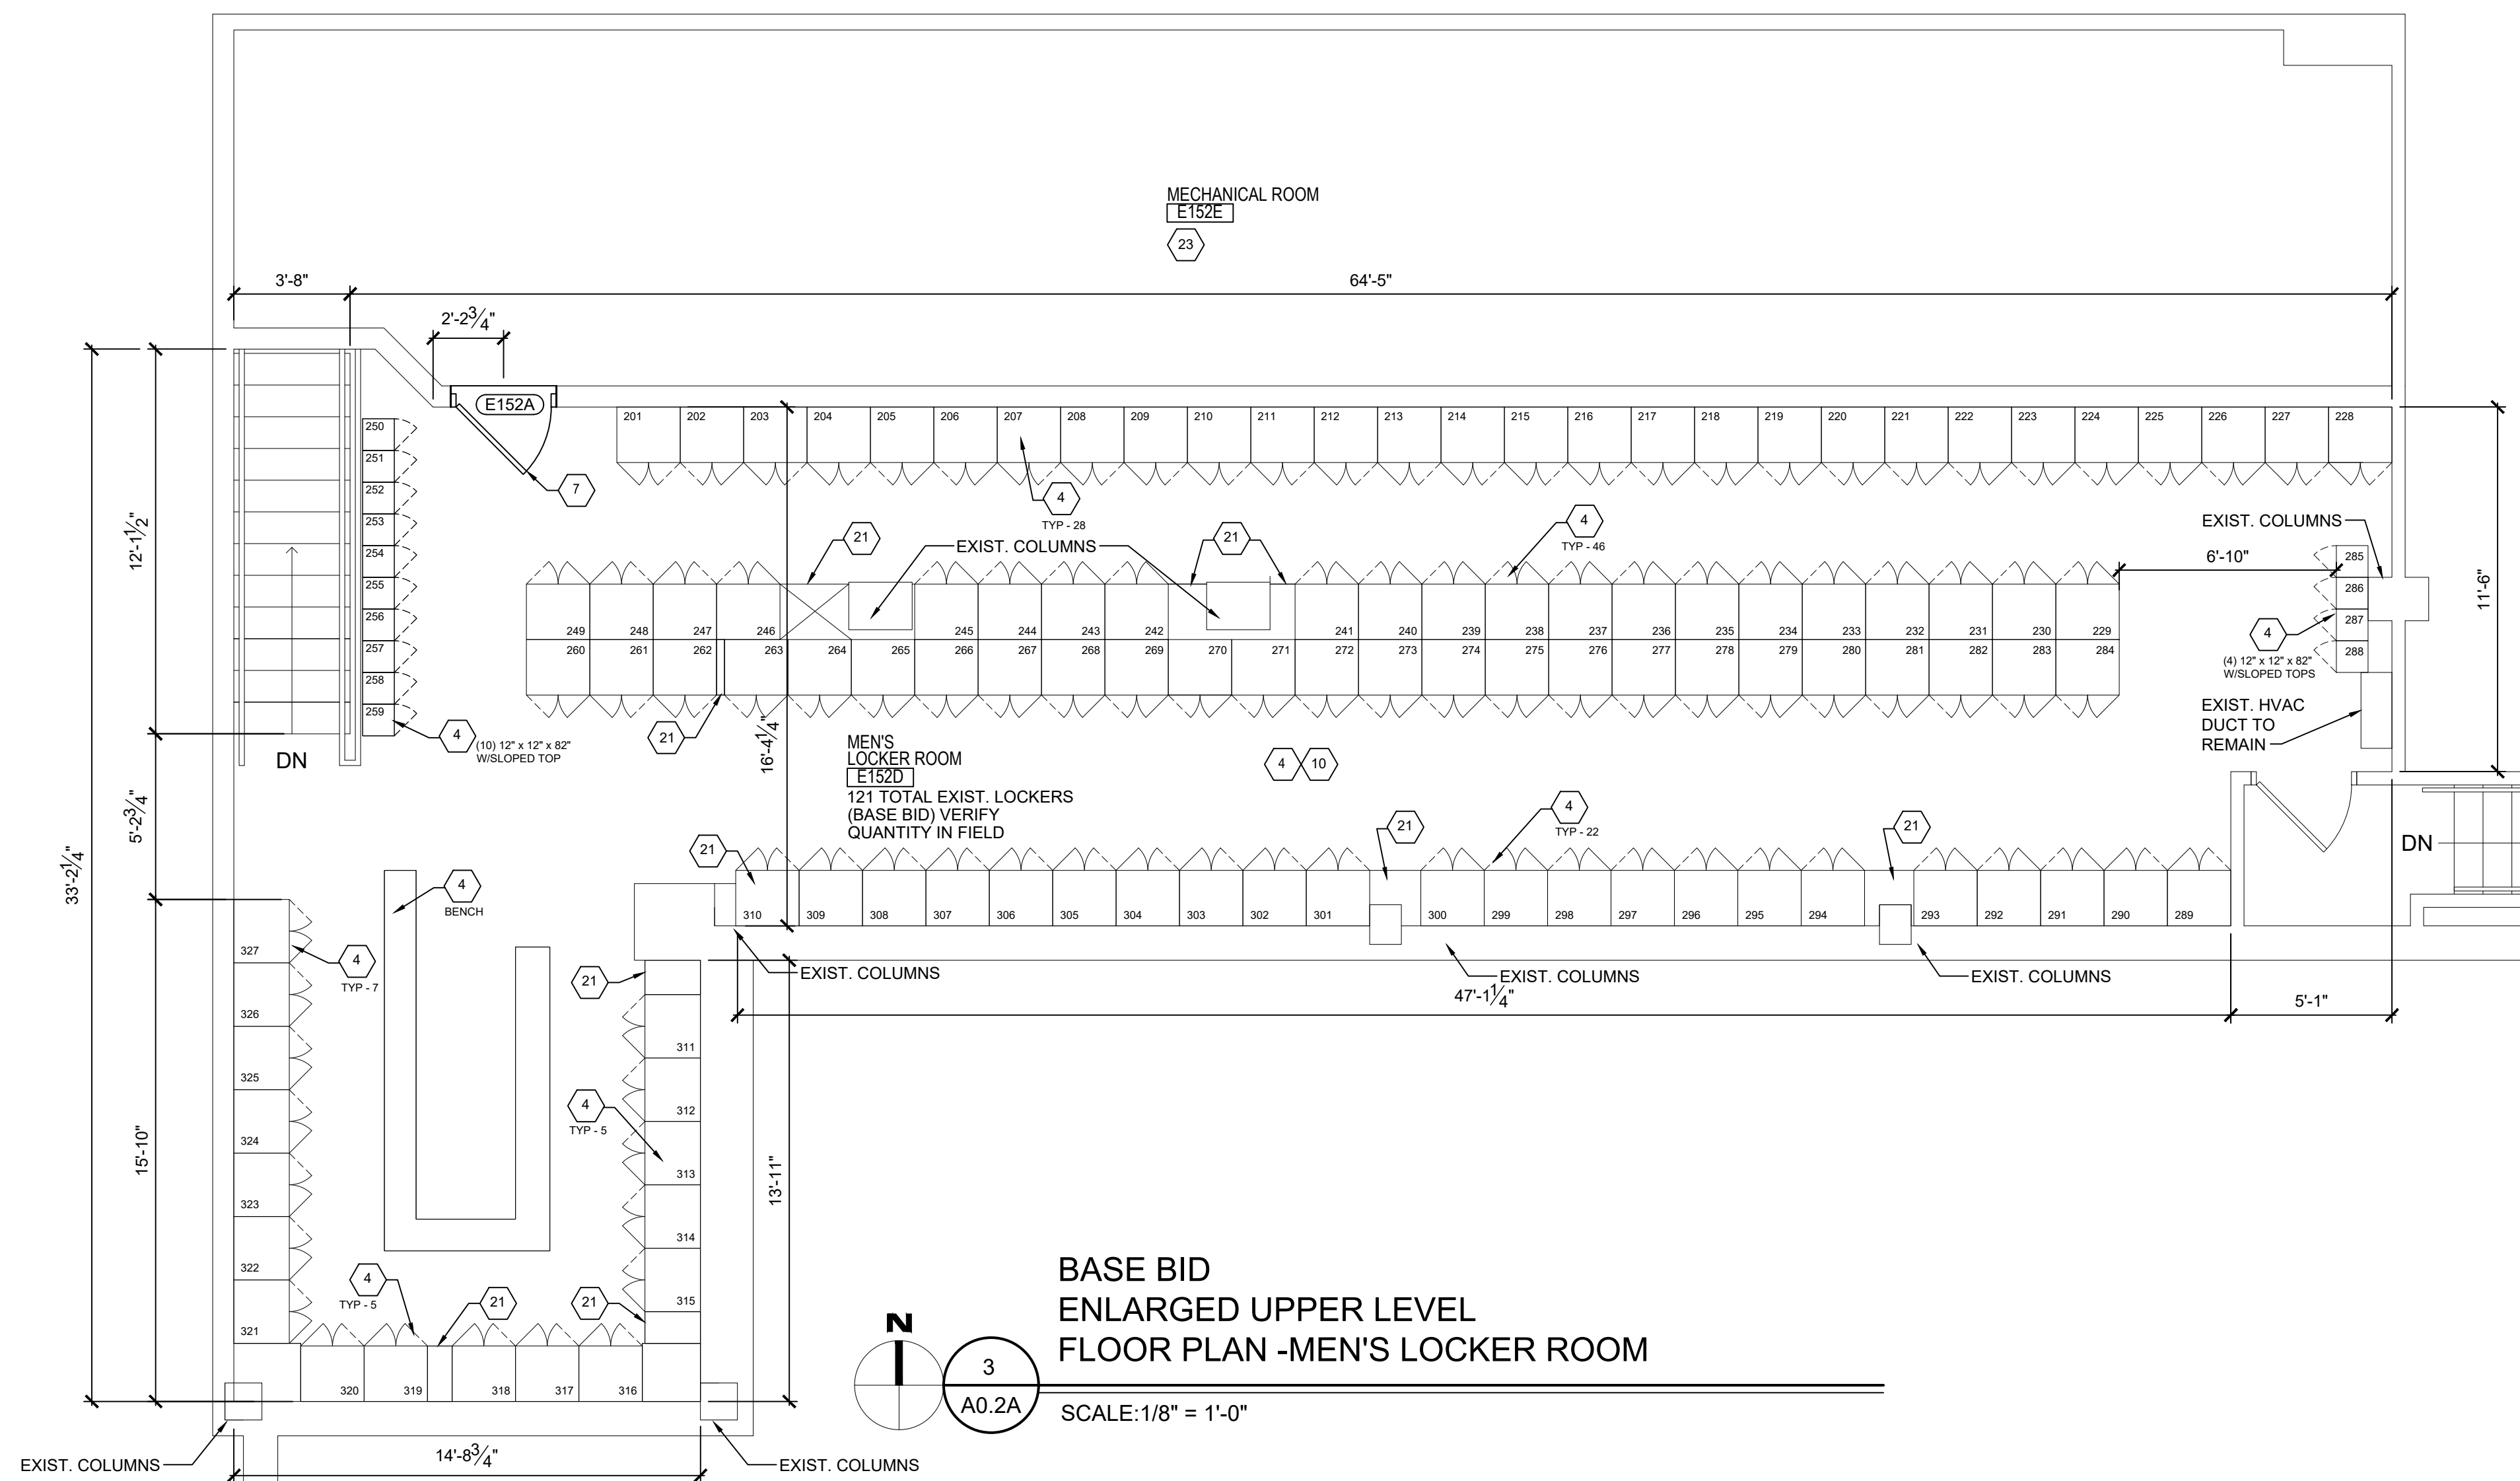 MECHANICAL ROOM
E152E
23
3'-8"
64'-5"
2'-2 3/4"
E152A
201 202 203 204 205 206 207 208 209 210 211 212 213 214 215 216 217 218 219 220 221 222 223 224 225 226 227 228
250
251
252
253
254
255
256
257
258
259
7
4
TYP - 28
21
EXIST. COLUMNS
21
4
TYP - 46
EXIST. COLUMNS
6'-10"
11'-6"
12'-1 1/2"
285
286
287
288
249 248 247 246 245 244 243 242 241 240 239 238 237 236 235 234 233 232 231 230 229
260 261 262 263 264 265 266 267 268 269 270 271 272 273 274 275 276 277 278 279 280 281 282 283 284
4
(4) 12" x 12" x 82"
W/SLOPED TOPS
EXIST. HVAC
DUCT TO
REMAIN
4
(10) 12" x 12" x 82"
W/SLOPED TOP
DN
21
16'-4 1/4"
MEN'S
LOCKER ROOM
E152D
121 TOTAL EXIST. LOCKERS
(BASE BID) VERIFY
QUANTITY IN FIELD
4 10
5'-2 3/4"
33'-2 1/4"
21
4
TYP - 22
21
21
DN
310 309 308 307 306 305 304 303 302 301 300 299 298 297 296 295 294 293 292 291 290 289
4
BENCH
EXIST. COLUMNS
EXIST. COLUMNS
EXIST. COLUMNS
47'-1 1/4"
5'-1"
327
326
325
324
323
322
321
4
TYP - 7
21
311
312
313
314
315
4
TYP - 5
15'-10"
13'-11"
4
TYP - 5
21
21
320 319 318 317 316
EXIST. COLUMNS
14'-8 3/4"
EXIST. COLUMNS
N
3
A0.2A
BASE BID
ENLARGED UPPER LEVEL
FLOOR PLAN -MEN'S LOCKER ROOM
SCALE:1/8" = 1'-0"